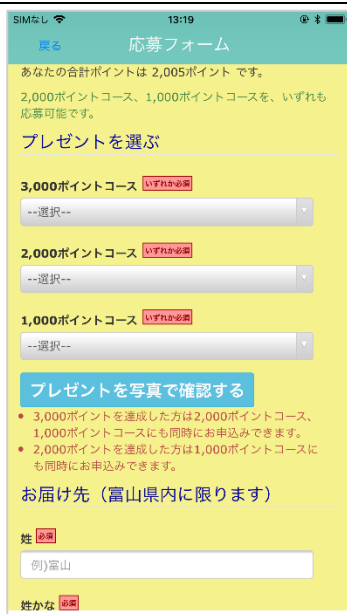 SIMなし 13:19
戻る 応募フォーム
あなたの合計ポイントは 2,005ポイント です。
2,000ポイントコース、1,000ポイントコースを、いずれも
応募可能です。
プレゼントを選ぶ
3,000ポイントコース いずれか必須
--選択--
2,000ポイントコース いずれか必須
--選択--
1,000ポイントコース いずれか必須
--選択--
プレゼントを写真で確認する
• 3,000ポイントを達成した方は2,000ポイントコース、
1,000ポイントコースにも同時にお申込みできます。
• 2,000ポイントを達成した方は1,000ポイントコースに
も同時にお申込みできます。
お届け先（富山県内に限ります）
姓 必須
例)富山
姓かな 必須